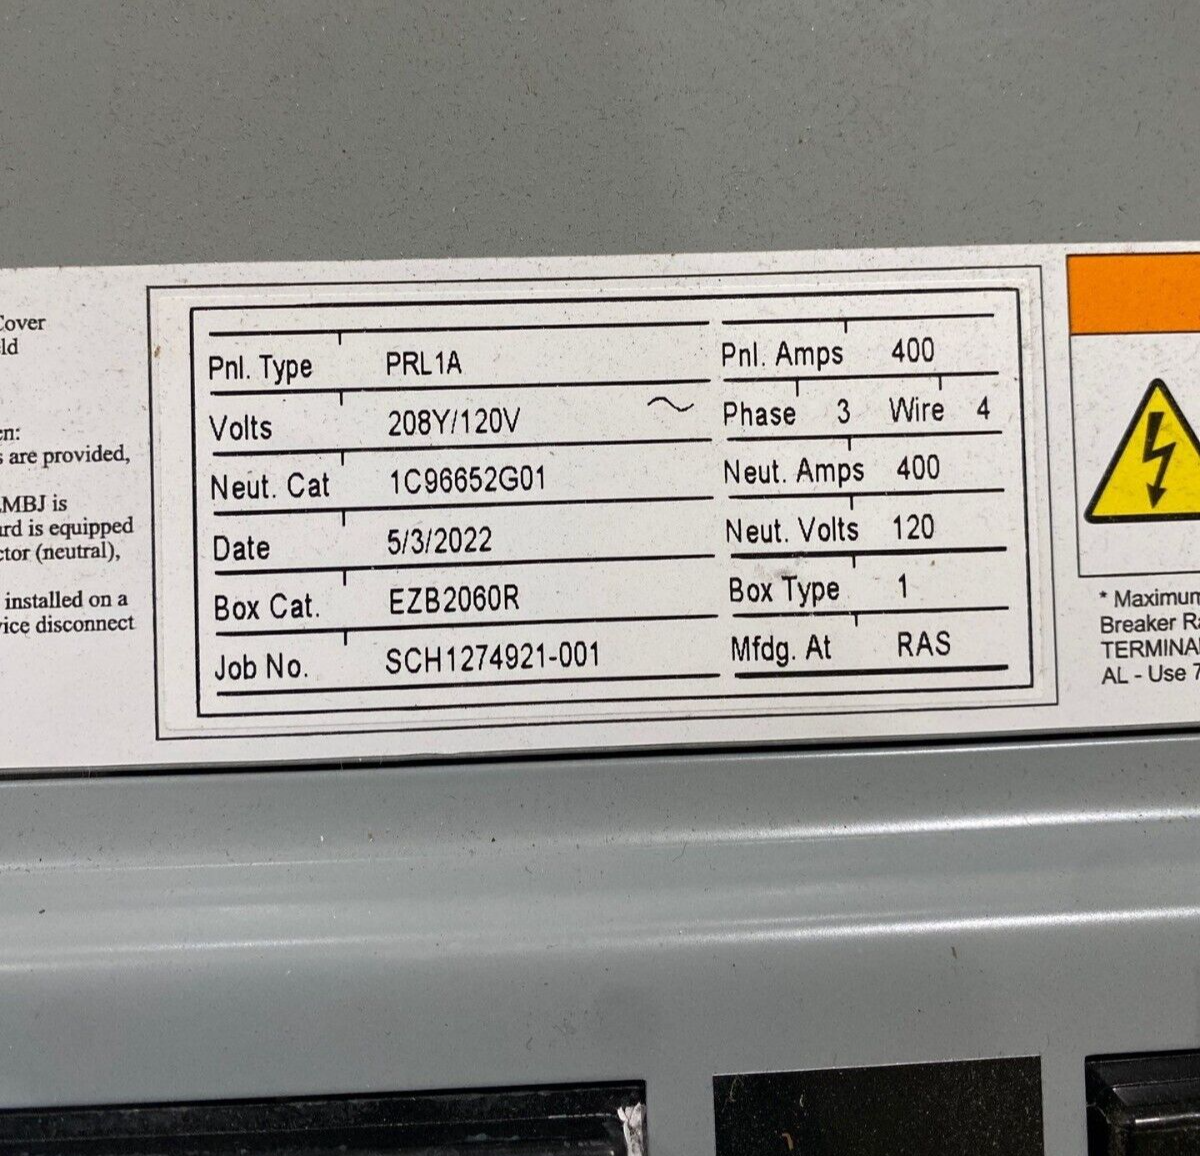 Cover
ld
en:
are provided,
MBJ is
ard is equipped
ctor (neutral),
installed on a
vice disconnect
Pnl. Type PRL1A Pnl. Amps 400
Volts 208Y/120V ~ Phase 3 Wire 4
Neut. Cat 1C96652G01 Neut. Amps 400
Date 5/3/2022 Neut. Volts 120
Box Cat. EZB2060R Box Type 1
Job No. SCH1274921-001 Mfdg. At RAS
* Maximum
Breaker Ra
TERMINA
AL - Use 7